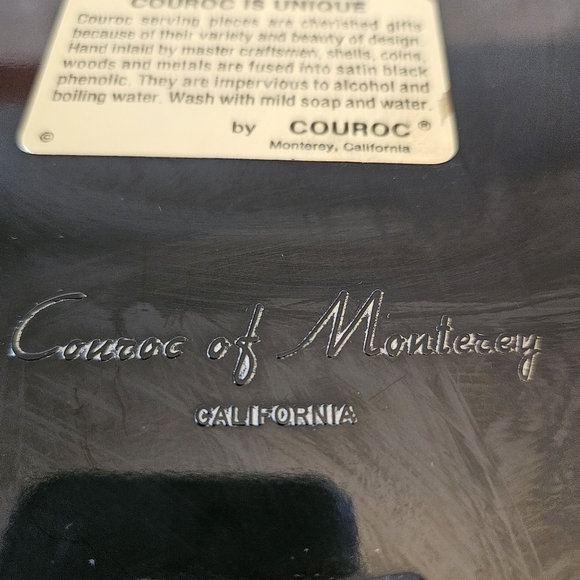 COUROC IS UNIQUE
Couroc serving pieces are cherished gifts
because of their variety and beauty of design.
Hand inlaid by master craftsmen, shells, coins,
woods and metals are fused into satin black
phenolic. They are impervious to alcohol and
boiling water. Wash with mild soap and water.
© by COUROC ®
Monterey, California
Couroc of Monterey
CALIFORNIA